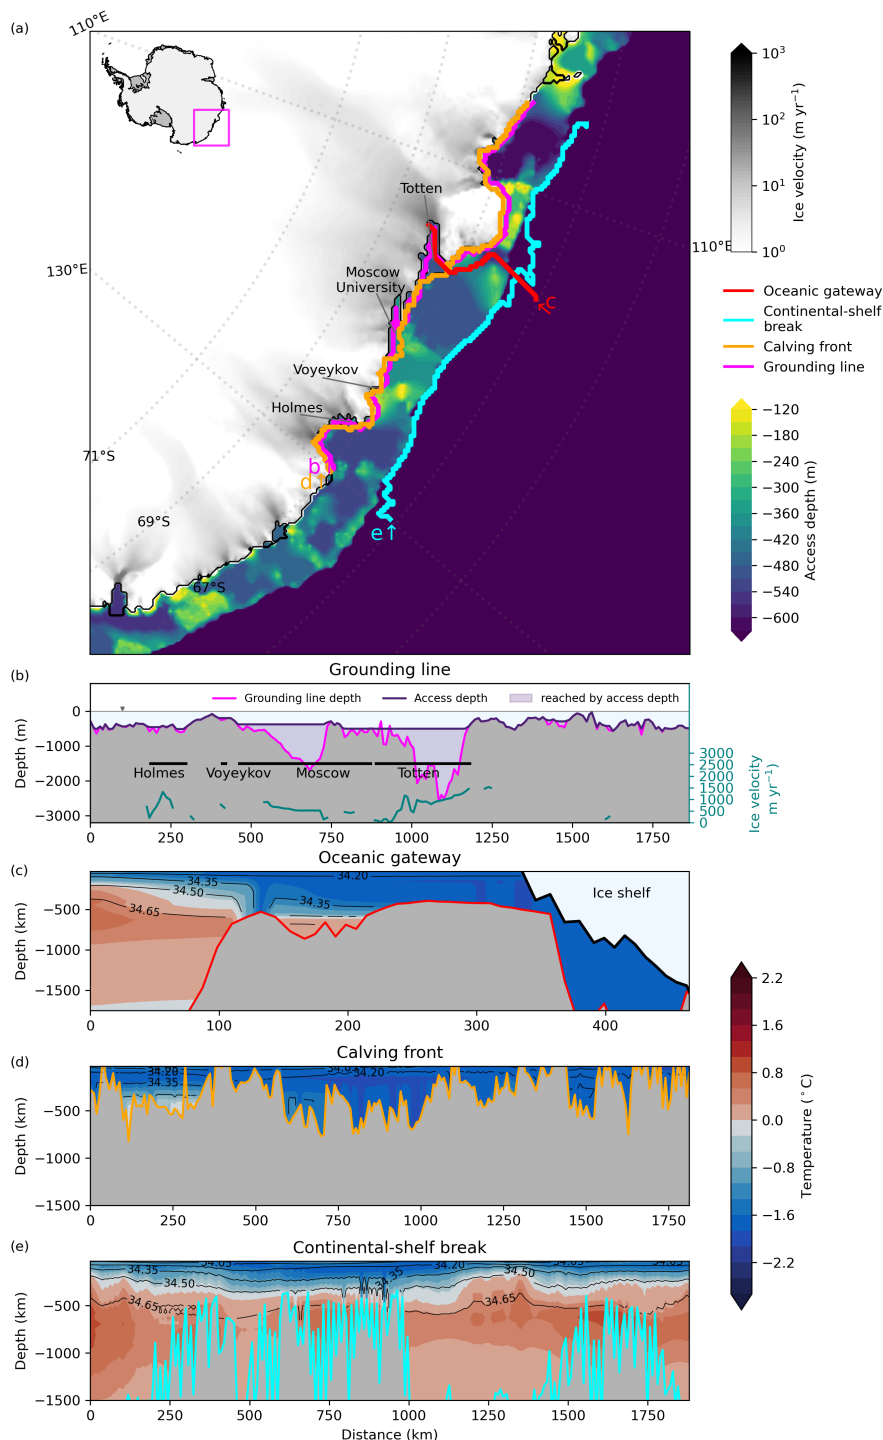 (a)
110°E
130°E
71°S
69°S
67°S
110°E
Totten
Moscow
University
Voyeykov
Holmes
b↑
d↑
e↑
c
↑
10³
10²
10¹
10⁰
Ice velocity (m yr⁻¹)
Oceanic gateway
Continental-shelf
break
Calving front
Grounding line
−120
−180
−240
−300
−360
−420
−480
−540
−600
Access depth (m)
(b)
Grounding line
Grounding line depth
Access depth
reached by access depth
Depth (m)
0
−1000
−2000
−3000
Holmes
Voyeykov
Moscow
Totten
3000
2500
2000
1500
1000
500
0
Ice velocity
m yr⁻¹)
0 250 500 750 1000 1250 1500 1750
(c)
Oceanic gateway
34.20
34.35
34.50
34.35
34.65
Ice shelf
Depth (km)
−500
−1000
−1500
0 100 200 300 400
(d)
Calving front
34.20
34.35
Depth (km)
−500
−1000
−1500
0 250 500 750 1000 1250 1500 1750
(e)
Continental-shelf break
34.05
34.20
34.05
34.35
34.50
34.35
34.50
34.65
34.65
Depth (km)
−500
−1000
−1500
0 250 500 750 1000 1250 1500 1750
Distance (km)
2.2
1.6
0.8
0.0
−0.8
−1.6
−2.2
Temperature (°C)